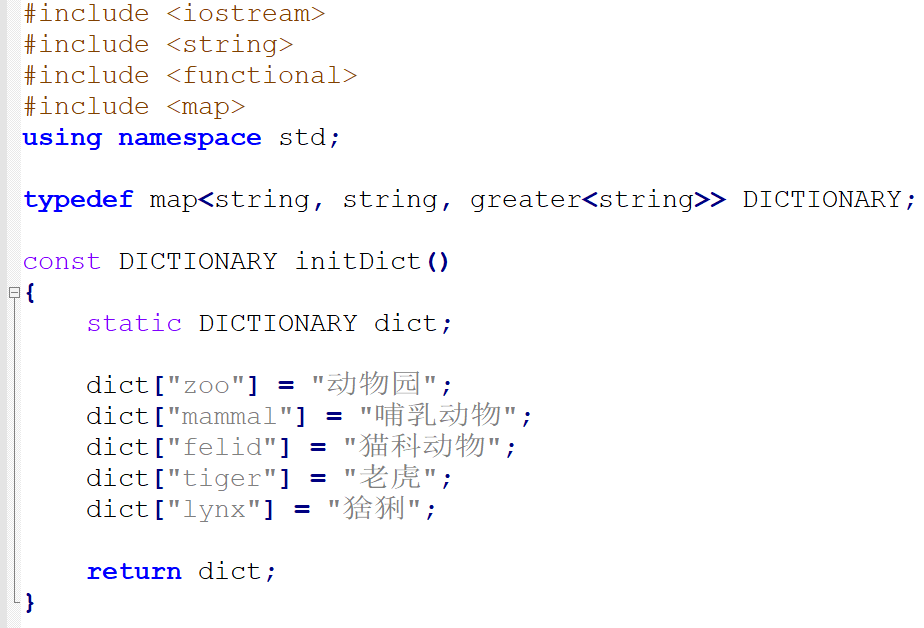 #include <iostream>
#include <string>
#include <functional>
#include <map>
using namespace std;
typedef map<string, string, greater<string>> DICTIONARY;
const DICTIONARY initDict()
{
    static DICTIONARY dict;
    dict["zoo"] = "动物园";
    dict["mammal"] = "哺乳动物";
    dict["felid"] = "猫科动物";
    dict["tiger"] = "老虎";
    dict["lynx"] = "猞猁";
    return dict;
}